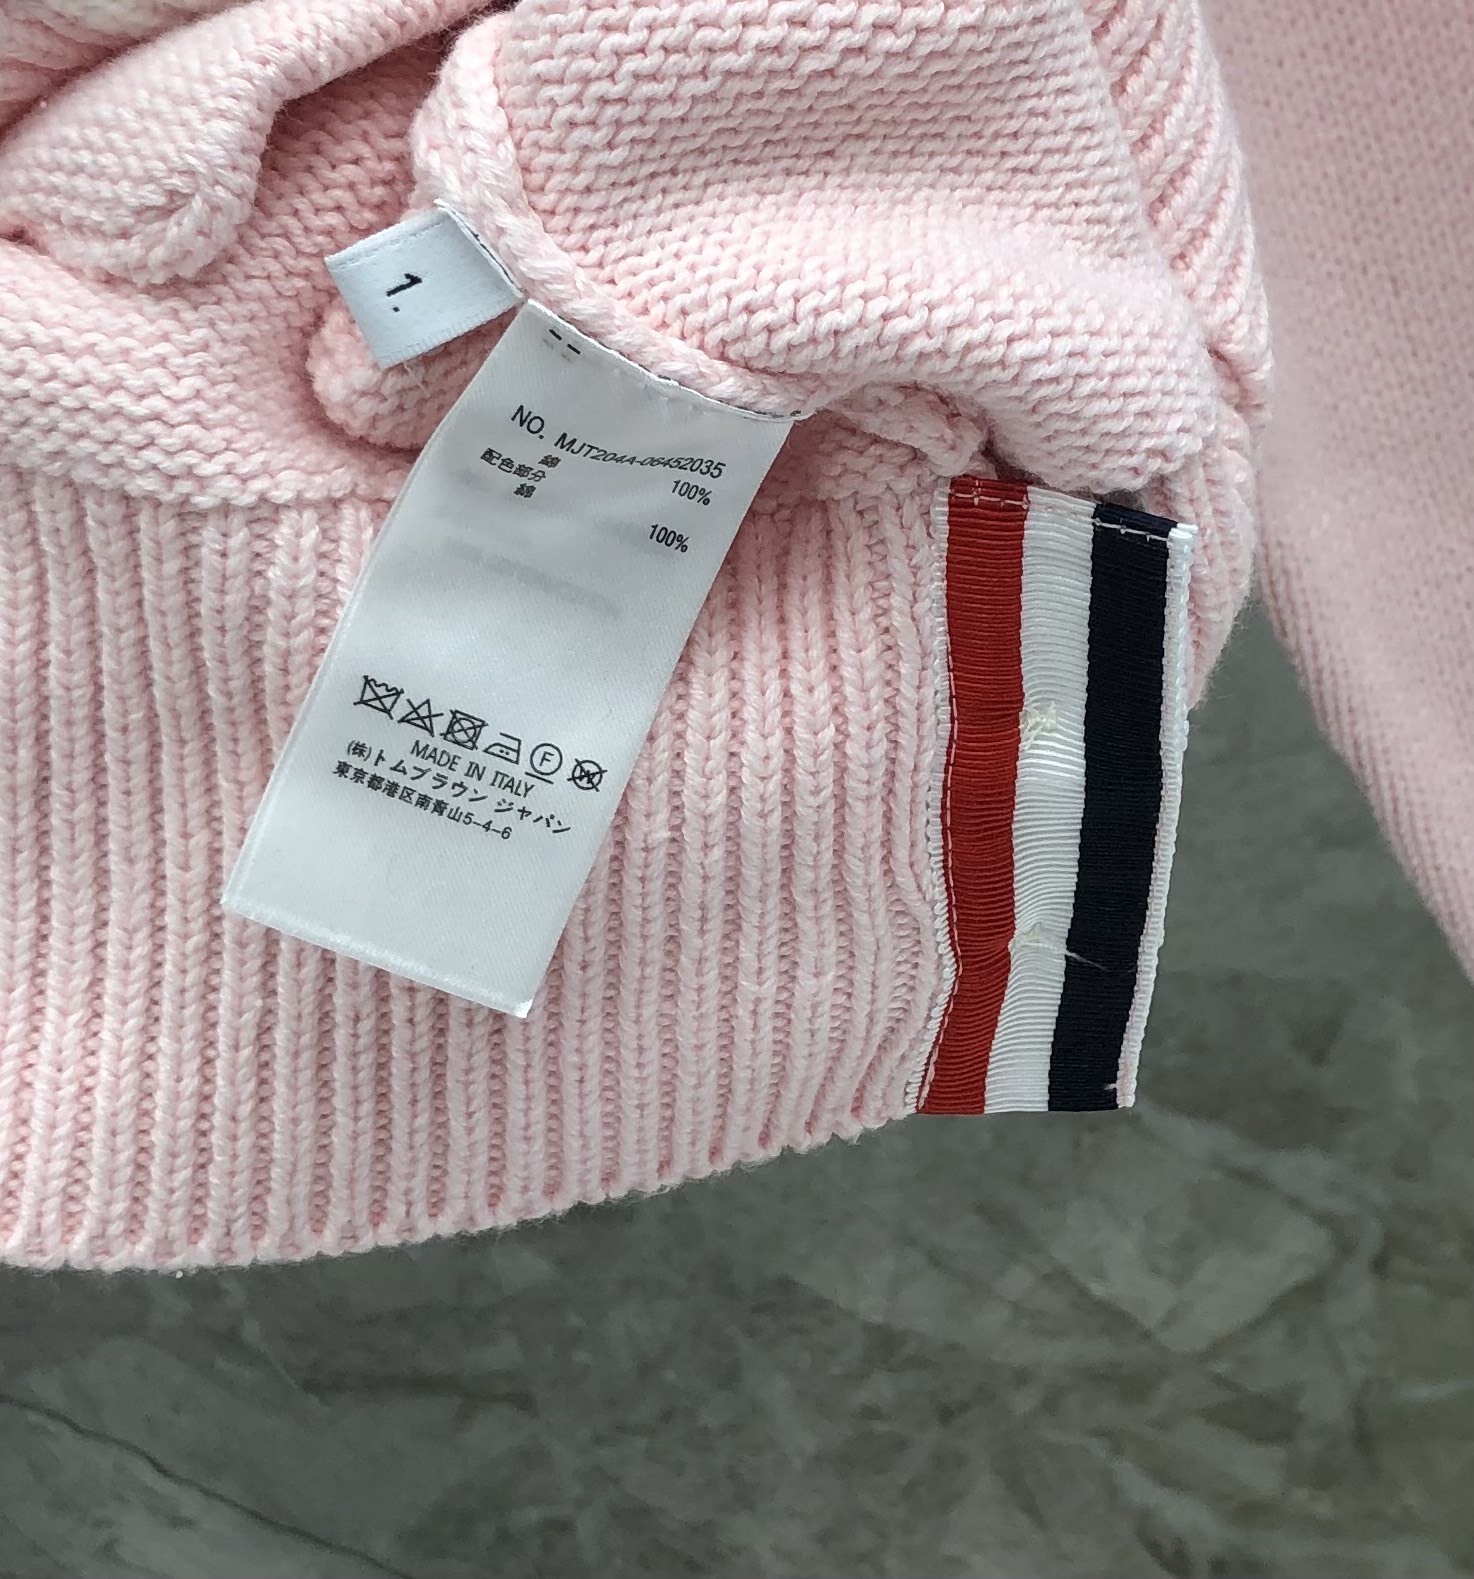 1.
NO. MJT204A-06452035
綿 100%
配色部分
綿 100%
F
W
MADE IN ITALY
(株)トムブラウン ジャパン
東京都港区南青山5-4-6